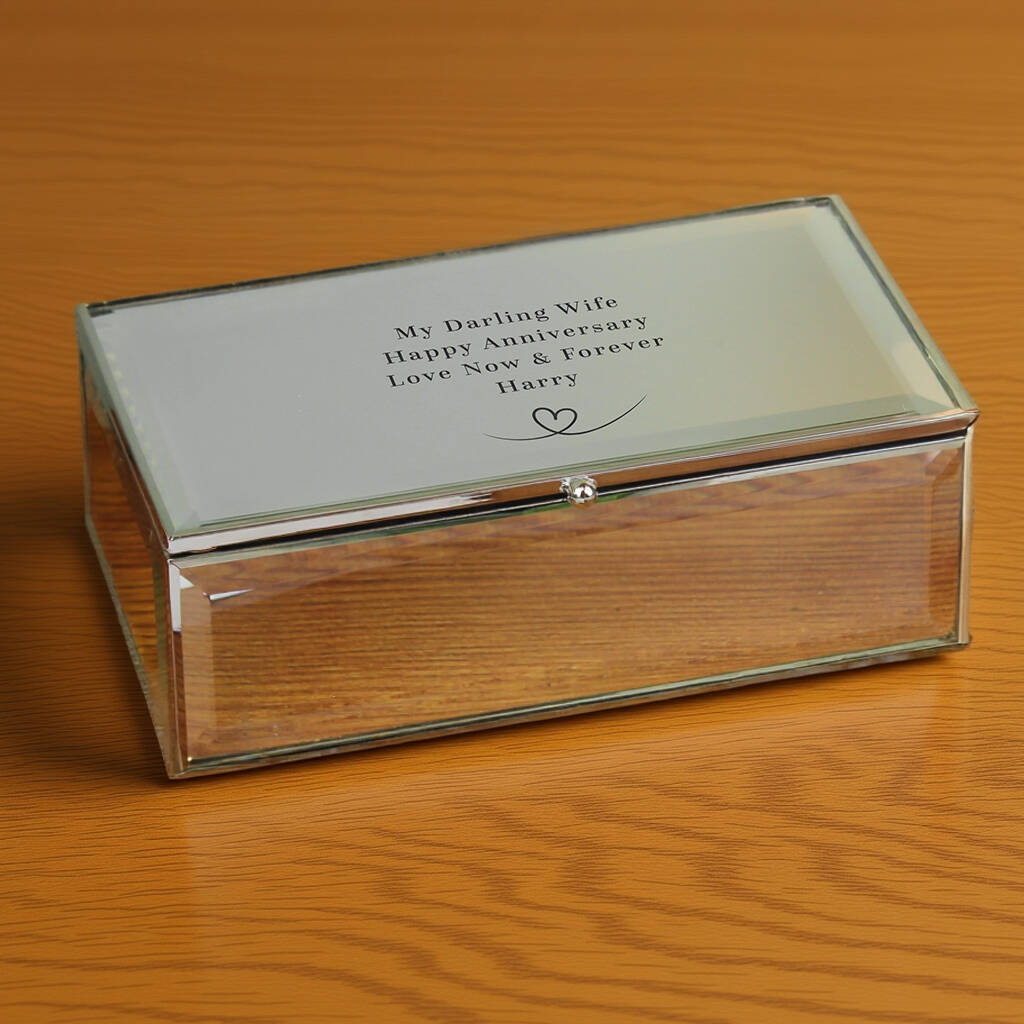 My Darling Wife
Happy Anniversary
Love Now & Forever
Harry